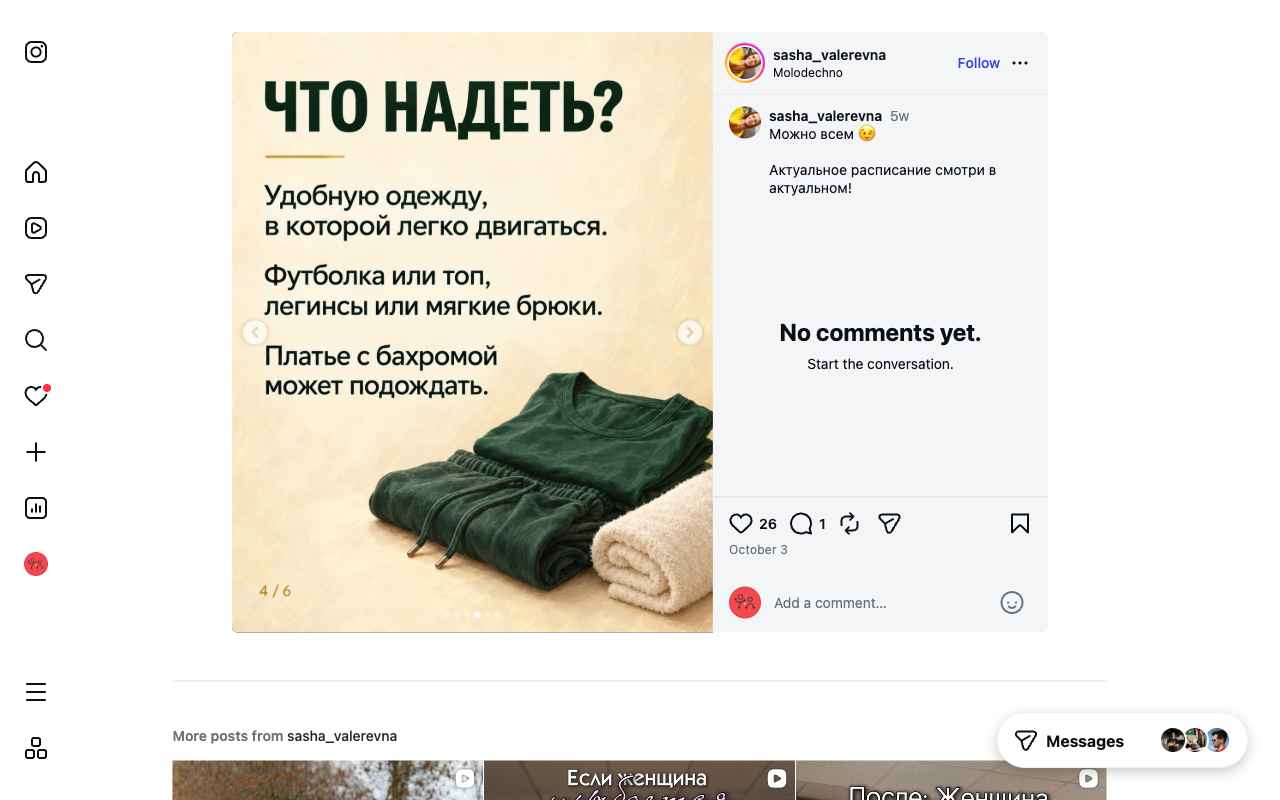 ЧТО НАДЕТЬ?
Удобную одежду,
в которой легко двигаться.
Футболка или топ,
легинсы или мягкие брюки.
Платье с бахромой
может подождать.
4 / 6
sasha_valerevna
Molodechno
Follow
sasha_valerevna 5w
Можно всем 😉
Актуальное расписание смотри в
актуальном!
No comments yet.
Start the conversation.
26
1
October 3
Add a comment...
More posts from sasha_valerevna
Messages
Если женщина
После: Женщина